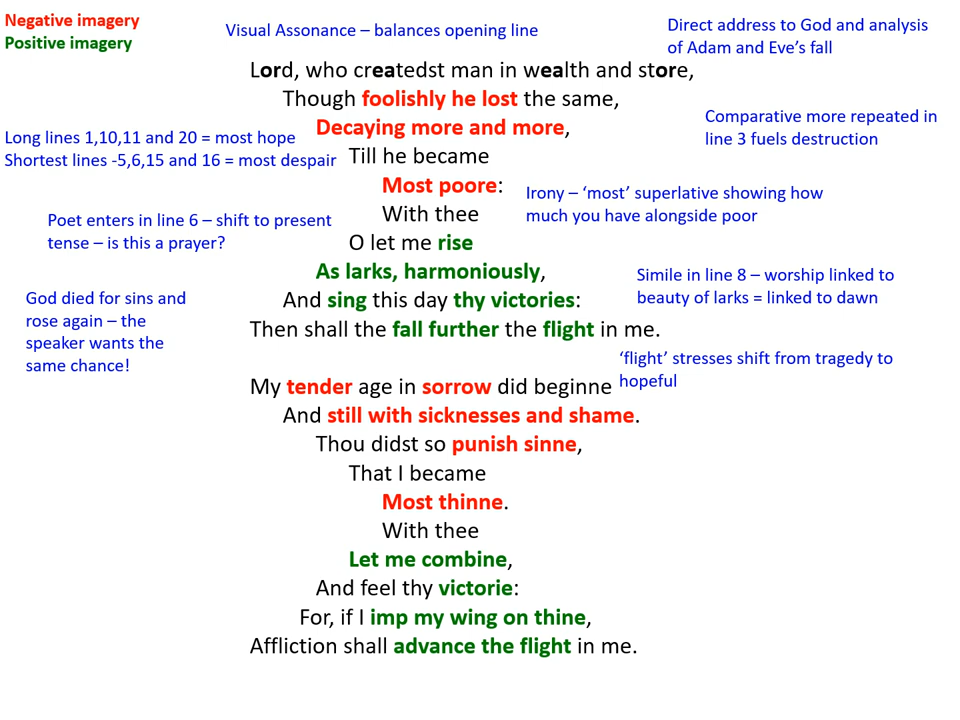 Negative imagery
Positive imagery
Visual Assonance – balances opening line
Direct address to God and analysis
of Adam and Eve's fall
Lord, who createdst man in wealth and store,
Though foolishly he lost the same,
Decaying more and more,
Comparative more repeated in
line 3 fuels destruction
Long lines 1,10,11 and 20 = most hope
Shortest lines -5,6,15 and 16 = most despair
Till he became
Most poore:
Irony – 'most' superlative showing how
much you have alongside poor
With thee
Poet enters in line 6 – shift to present
tense – is this a prayer?
O let me rise
As larks, harmoniously,
Simile in line 8 – worship linked to
beauty of larks = linked to dawn
And sing this day thy victories:
God died for sins and
rose again – the
speaker wants the
same chance!
Then shall the fall further the flight in me.
'flight' stresses shift from tragedy to
hopeful
My tender age in sorrow did beginne
And still with sicknesses and shame.
Thou didst so punish sinne,
That I became
Most thinne.
With thee
Let me combine,
And feel thy victorie:
For, if I imp my wing on thine,
Affliction shall advance the flight in me.